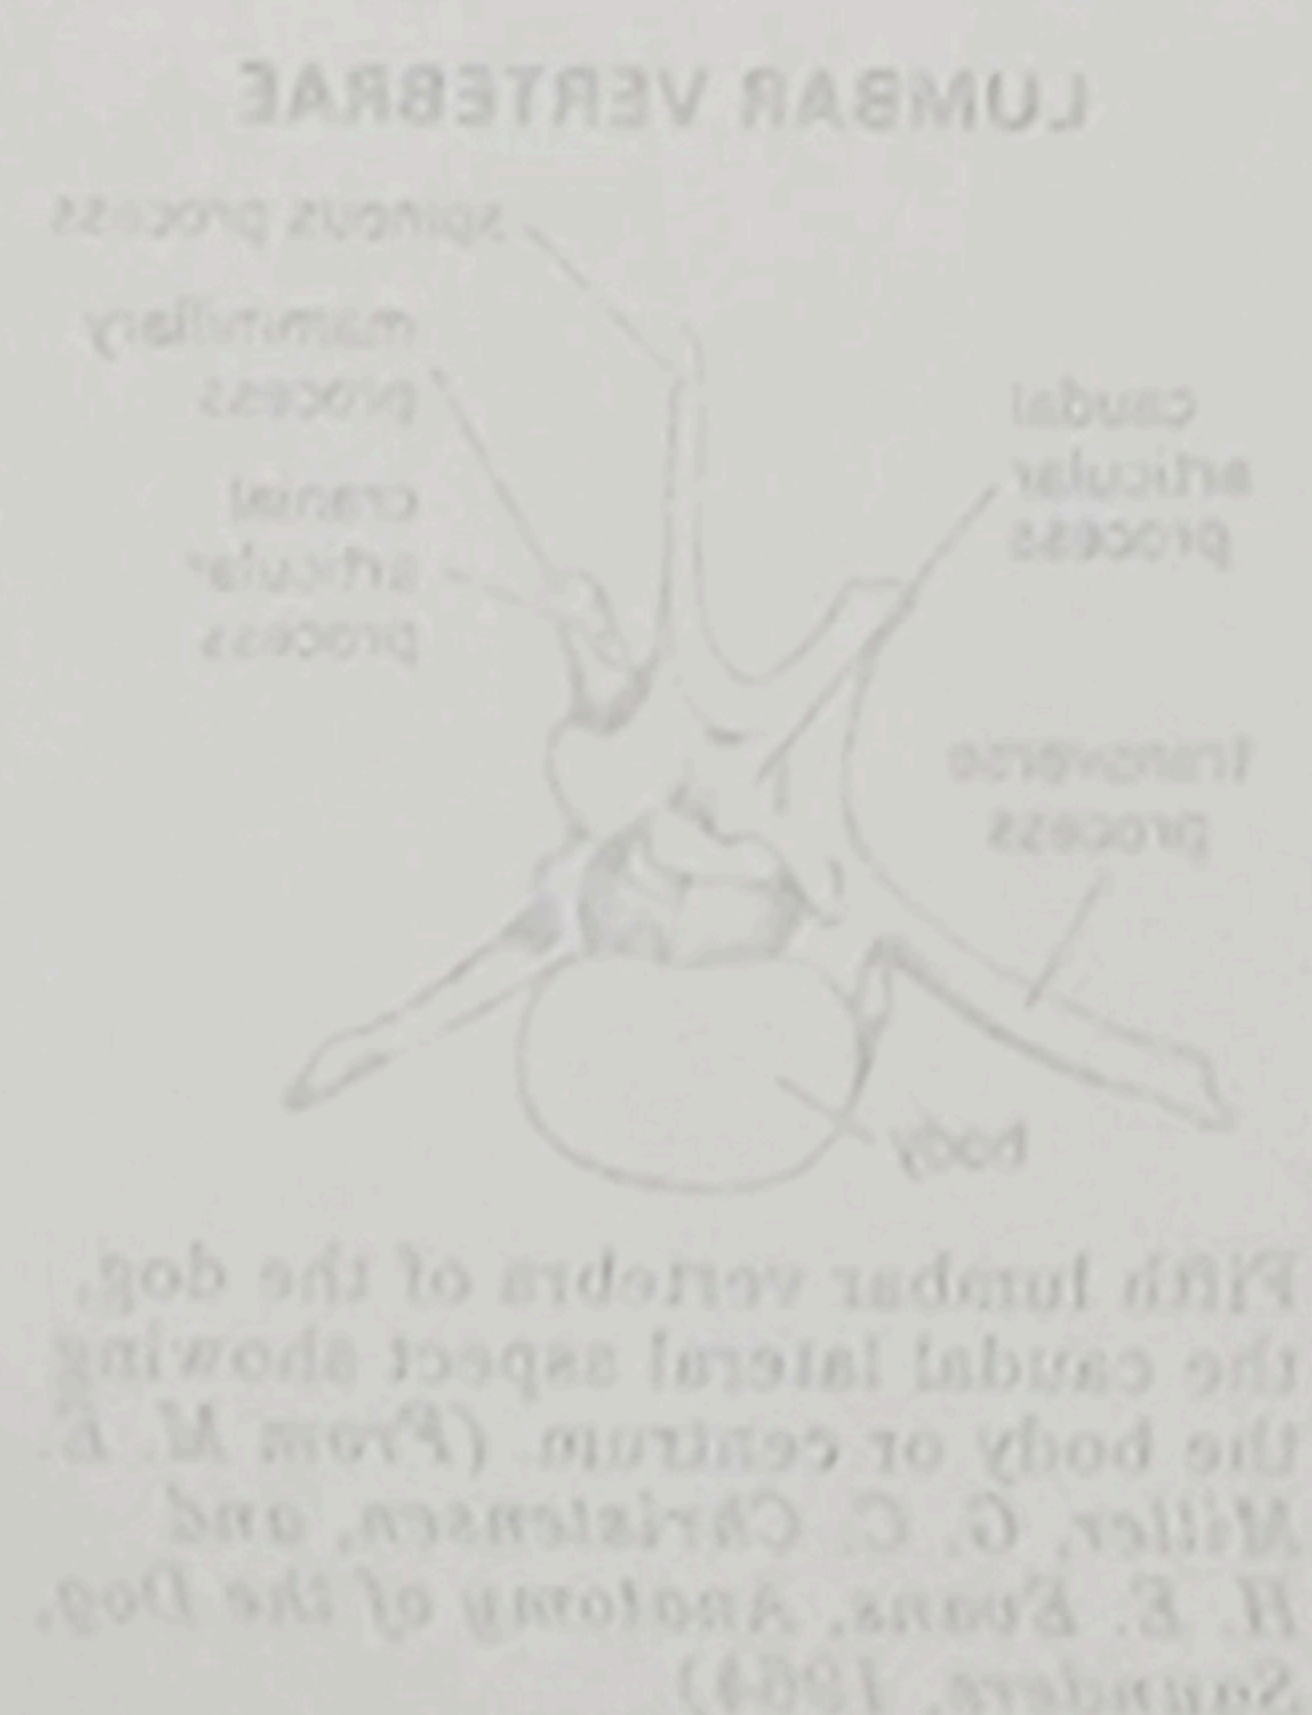 LUMBAR VERTEBRAE
spinous process
mammillary
process
cranial
articular
process
caudal
articular
process
transverse
process
body
Fifth lumbar vertebra of the dog,
the caudal lateral aspect showing
the body or centrum. (From M. E.
Miller, G. C. Christensen, and
H. E. Evans, Anatomy of the Dog,
Saunders, 1964)